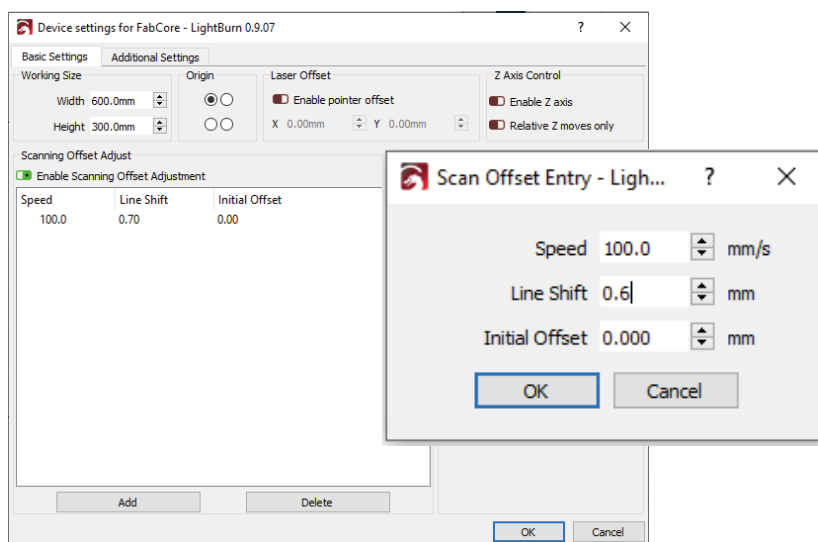 Device settings for FabCore - LightBurn 0.9.07 ?
Basic Settings Additional Settings
Working Size Origin Laser Offset Z Axis Control
Width 600.0mm Enable pointer offset Enable Z axis
Height 300.0mm X 0.00mm Y 0.00mm Relative Z moves only
Scanning Offset Adjust
Enable Scanning Offset Adjustment
Speed Line Shift Initial Offset
100.0 0.70 0.00
Add Delete
OK Cancel
Scan Offset Entry - Ligh... ?
Speed 100.0 mm/s
Line Shift 0.6 mm
Initial Offset 0.000 mm
OK Cancel